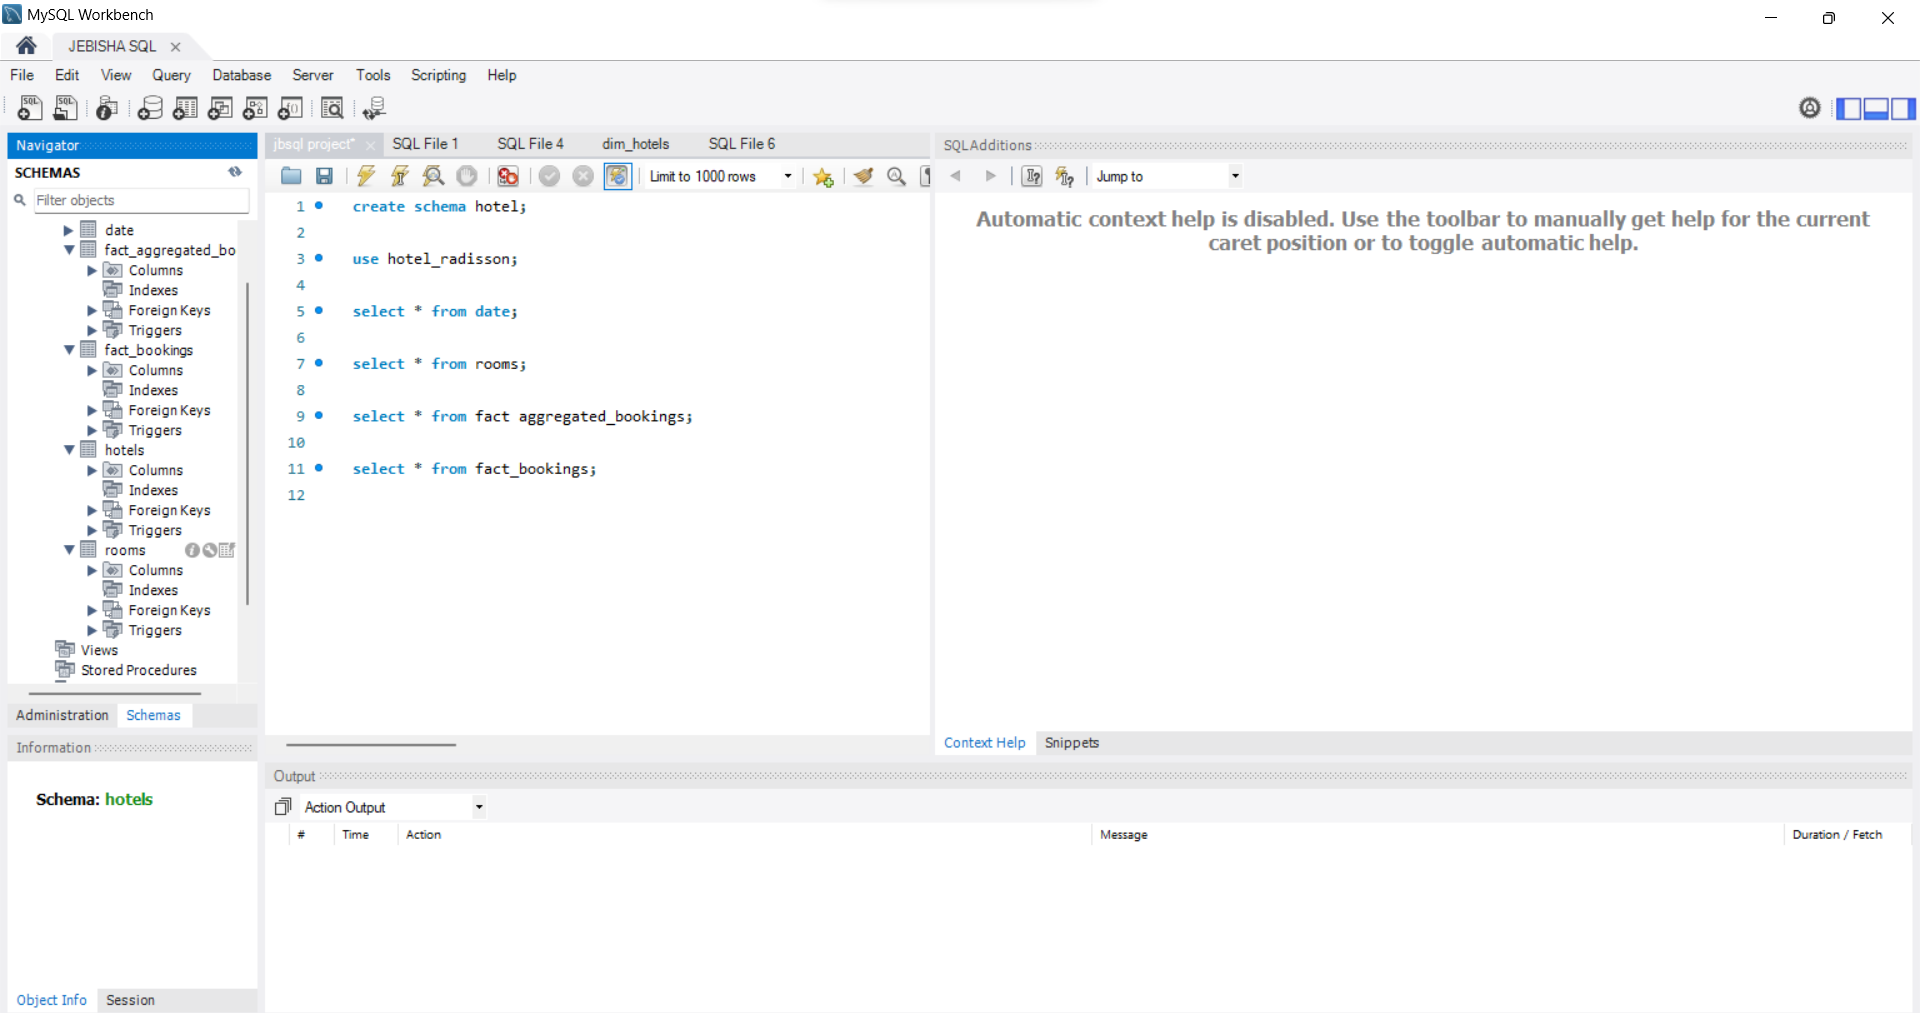 MySQL Workbench
JEBISHA SQL
File Edit View Query Database Server Tools Scripting Help
Navigator
SCHEMAS
Filter objects
date
fact_aggregated_bo
Columns
Indexes
Foreign Keys
Triggers
fact_bookings
Columns
Indexes
Foreign Keys
Triggers
hotels
Columns
Indexes
Foreign Keys
Triggers
rooms
Columns
Indexes
Foreign Keys
Triggers
Views
Stored Procedures
Administration Schemas
Information
Schema: hotels
Object Info Session
jbsql project* SQL File 1 SQL File 4 dim_hotels SQL File 6
Limit to 1000 rows
1 create schema hotel;
2
3 use hotel_radisson;
4
5 select * from date;
6
7 select * from rooms;
8
9 select * from fact aggregated_bookings;
10
11 select * from fact_bookings;
12
SQLAdditions
Jump to
Automatic context help is disabled. Use the toolbar to manually get help for the current
caret position or to toggle automatic help.
Context Help Snippets
Output
Action Output
# Time Action Message Duration / Fetch